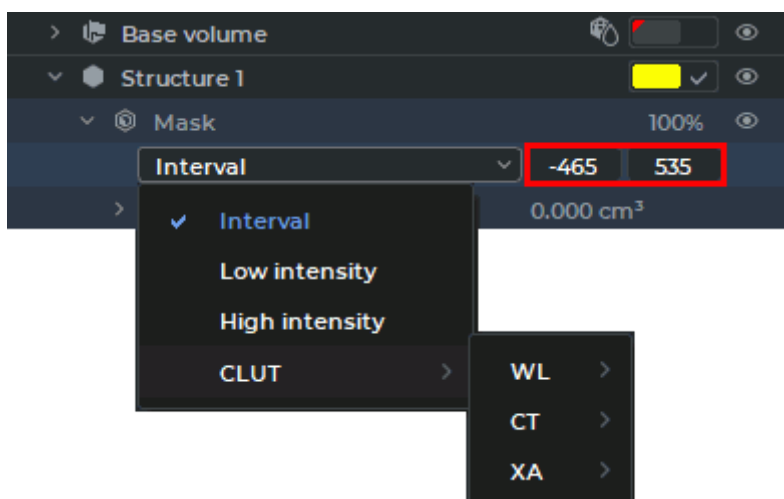 Base volume
Structure 1
Mask 100%
Interval -465 535
0.000 cm³
Interval
Low intensity
High intensity
CLUT
WL
CT
XA